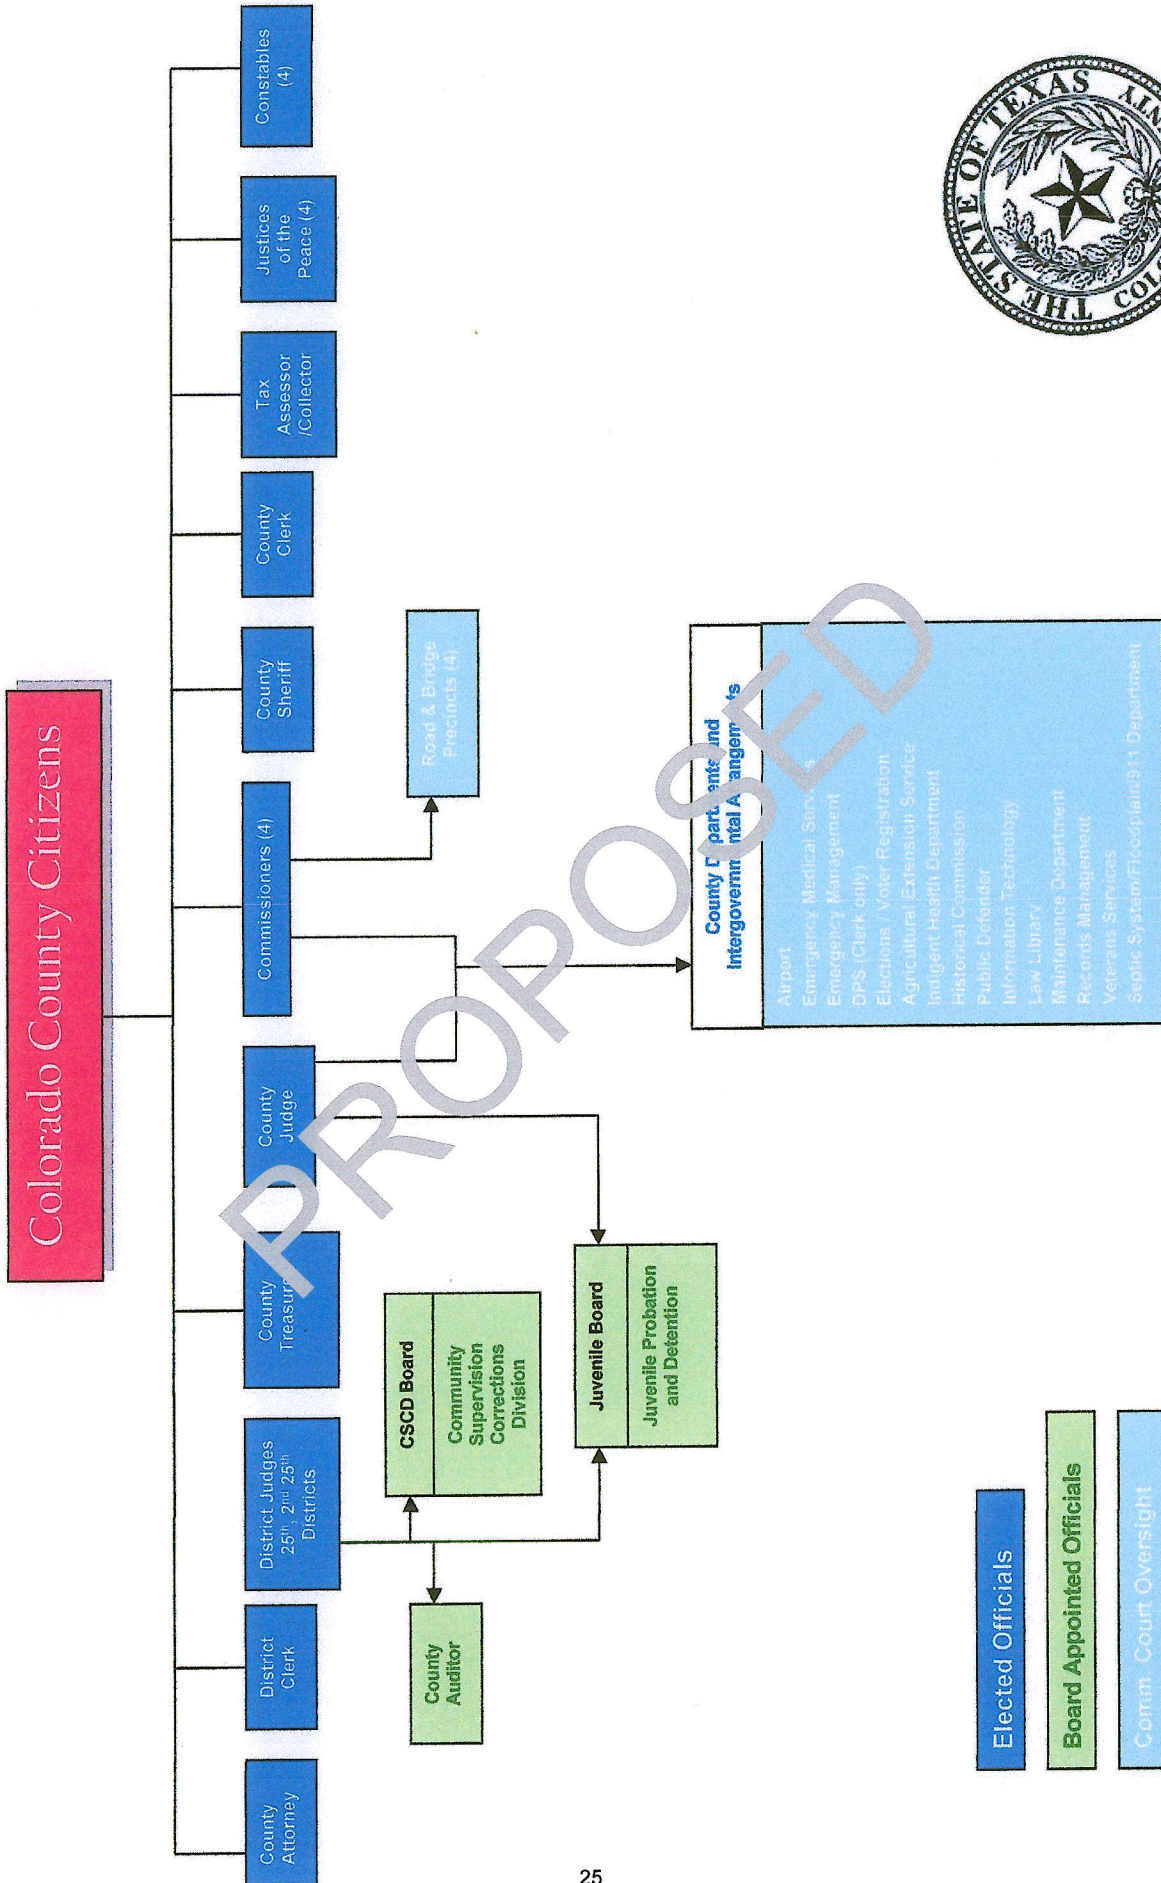 Colorado County Citizens
County
Attorney
District
Clerk
District Judges
25th, 2nd 25th
Districts
County
Treasure
County
Judge
Commissioners (4)
County
Sheriff
County
Clerk
Tax
Assessor
/Collector
Justices
of the
Peace (4)
Constables
(4)
County
Auditor
CSCD Board
Community
Supervision
Corrections
Division
Juvenile Board
Juvenile Probation
and Detention
Road & Bridge
Precincts (4)
County Departments and
Intergovernmental Arrangements
Airport
Emergency Medical Services
Emergency Management
DPS (Clerk only)
Elections / Voter Registration
Agricultural Extension Service
Indigent Health Department
Historical Commission
Public Defender
Information Technology
Law Library
Maintenance Department
Records Management
Veterans Services
Septic System/Floodplain/911 Department
PROPOSED
Elected Officials
Board Appointed Officials
Comm. Court Oversight
THE STATE OF TEXAS
25